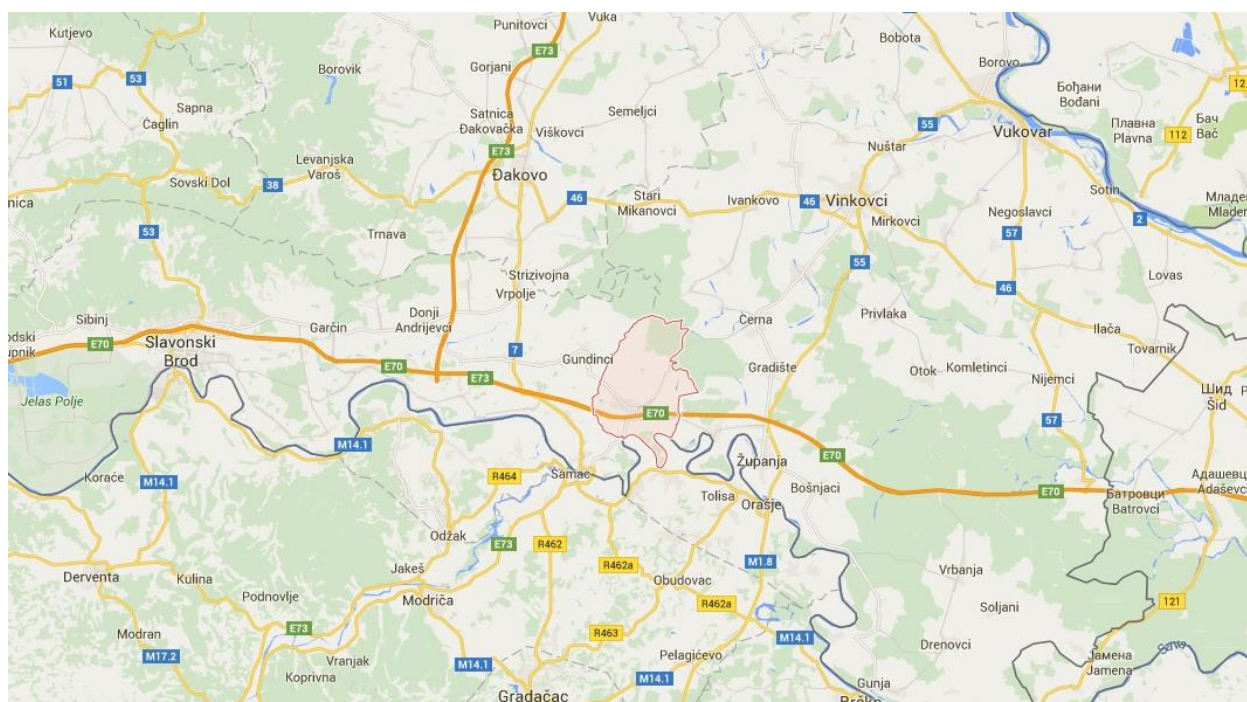 Kutjevo
Punitovci
Vuka
Bobota
Borovo
Бођани
Bođani
Плавна
Plavna
Бач
Bač
Vukovar
Borovik
Gorjani
Satnica
Đakovačka
Viškovci
Semeljci
Nuštar
Sapna
Čaglin
Levanjska
Varoš
Sovski Dol
Đakovo
Stari
Mikanovci
Ivankovo
Vinkovci
Mirkovci
Negoslavci
Sotin
Lovas
Trnava
Strizivojna
Vrpolje
Donji
Andrijevci
Garčin
Sibinj
Slavonski
Brod
Jelas Polje
Gundinci
Cerna
Privlaka
Gradište
Otok
Komletinci
Nijemci
Ilača
Tovarnik
Шид
Šid
Koraće
Šamac
Županja
Tolisa
Orašje
Bošnjaci
Батровци
Batrovci
Адашевц
Adaševc
Odžak
Derventa
Kulina
Jakeš
Modriča
Podnovlje
Obudovac
Vrbanja
Soljani
Modran
Vranjak
Koprivna
Gradačac
Pelagićevo
Drenovci
Gunja
Јамена
Jamena
Sava
51
53
53
38
E73
E73
46
46
55
55
57
57
46
2
112
7
E70
E70
E73
E70
E70
E70
M14.1
M14.1
R464
E73
R462
R462a
R462a
R463
M1.8
M14.1
M14.1
M14.1
M17.2
E73
121